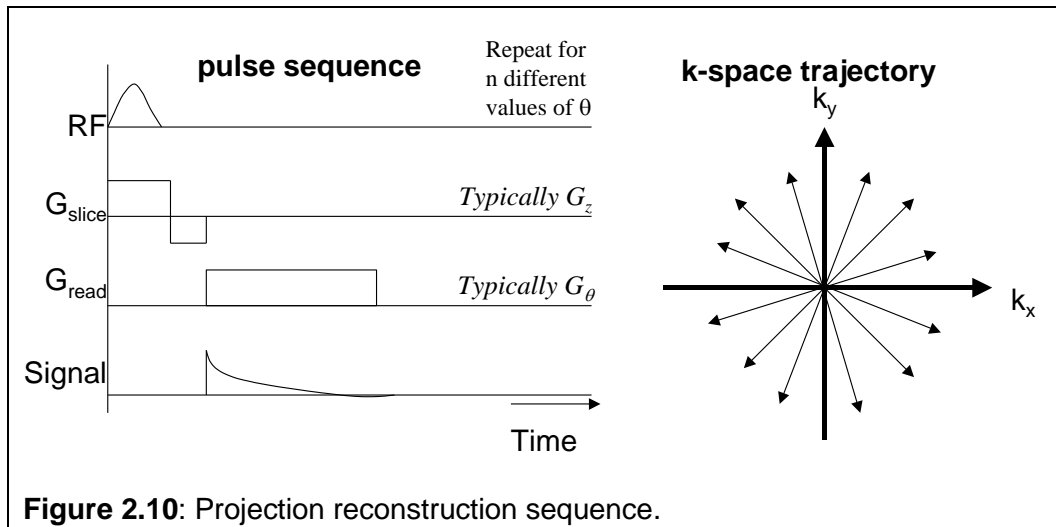 pulse sequence
Repeat for
n different
values of θ
RF
G_slice
Typically G_z
G_read
Typically G_θ
Signal
Time
k-space trajectory
k_y
k_x
Figure 2.10: Projection reconstruction sequence.